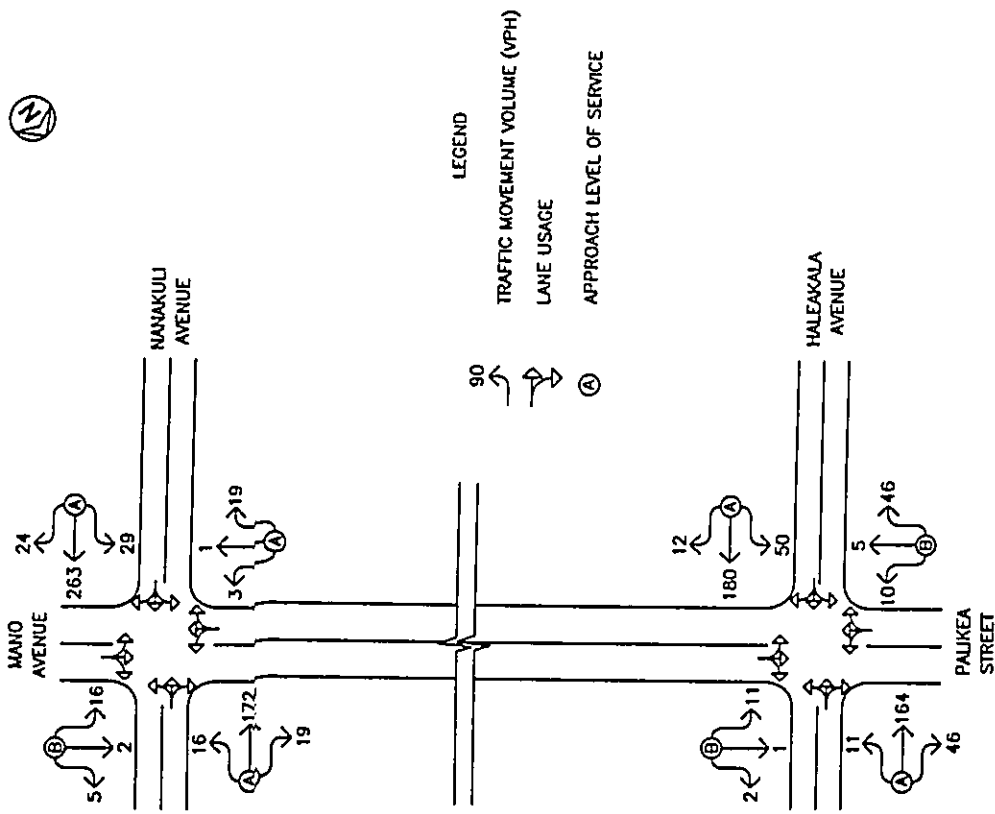 N
MANO
AVENUE
NANAKULI
AVENUE
24
263
29
5
2
16
16
172
19
3
1
19
LEGEND
90
TRAFFIC MOVEMENT VOLUME (VPH)
LANE USAGE
A APPROACH LEVEL OF SERVICE
A
B
A
A
12
180
50
2
1
11
11
164
46
10
5
46
A
B
A
B
HALEAKALA
AVENUE
PALIKEA
STREET